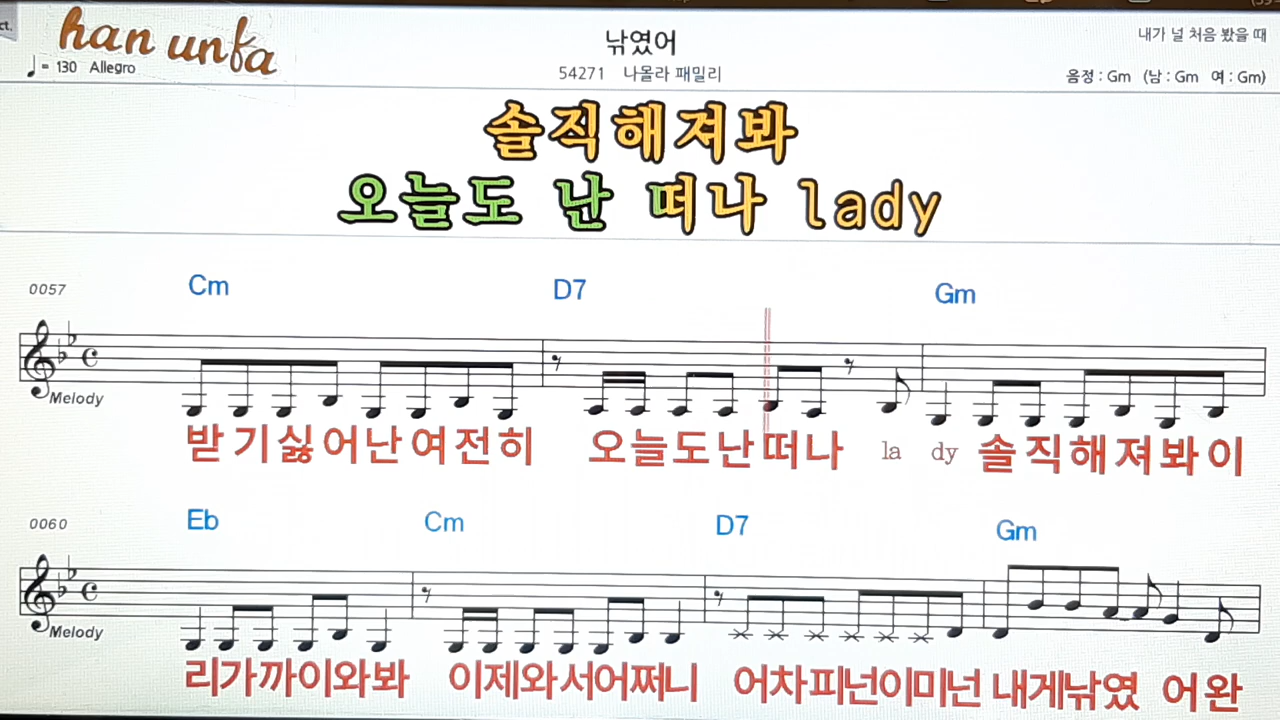 ct.
han unfa
♩ = 130 Allegro
낚였어
54271 나몰라 패밀리
내가 널 처음 봤을 때
음정 : Gm (남 : Gm 여 : Gm)
솔직해져봐
오늘도 난 떠나 lady
0057
Cm D7 Gm
Melody
받기싫어난여전히 오늘도난떠나 la dy 솔직해져봐이
0060
Eb Cm D7 Gm
Melody
리가까이와봐 이제와서어쩌니 어차피넌이미넌 내게낚였 어완